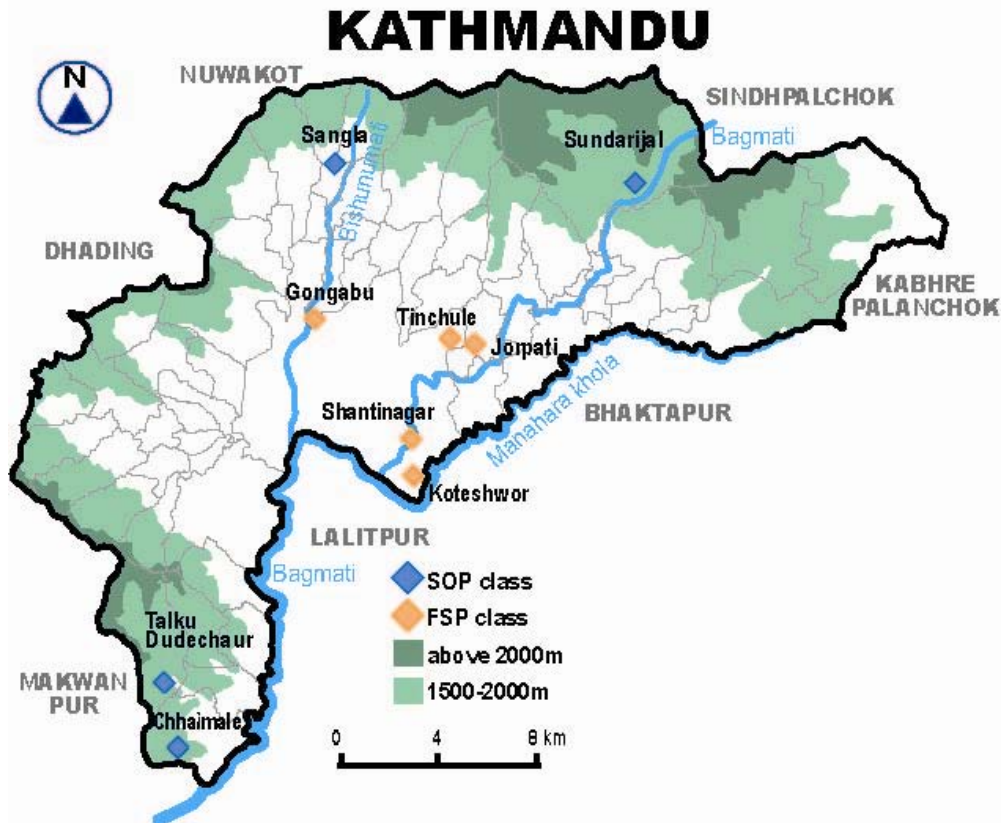 KATHMANDU
N
NUWAKOT
SINDHPALCHOK
Sangla
Sundarijal
Bagmati
Bishnumati
DHADING
KABHRE
PALANCHOK
Gongabu
Tinchule
Jorpati
Shantinagar
Manahara khola
BHAKTAPUR
Koteshwor
LALITPUR
Bagmati
SOP class
FSP class
above 2000m
1500-2000m
Talku
Dudechaur
MAKWAN
PUR
Chhaimale
0 4 8 km